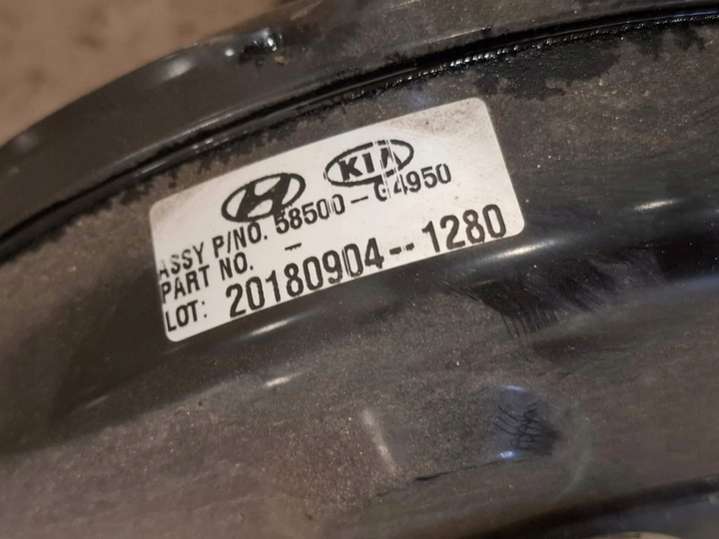 KIA
ASSY P/NO. 58500-G4950
PART NO. -
LOT: 20180904--1280